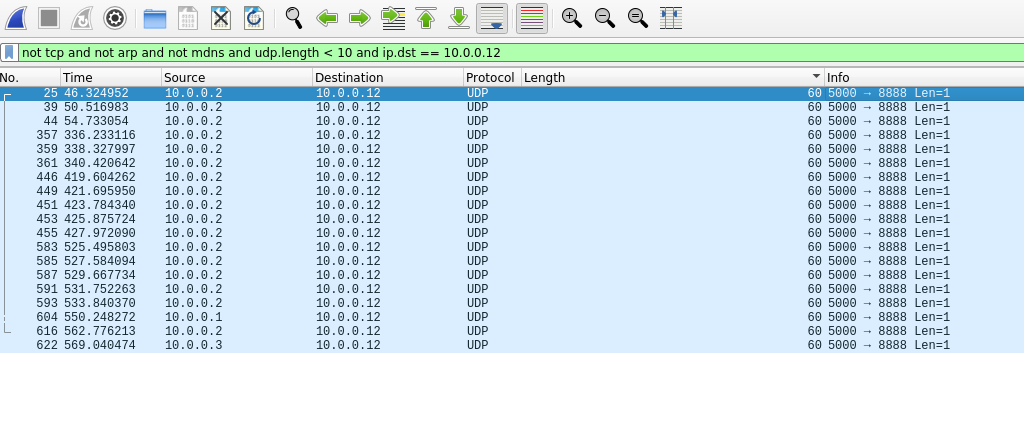 not tcp and not arp and not mdns and udp.length < 10 and ip.dst == 10.0.0.12
No. Time Source Destination Protocol Length Info
25 46.324952 10.0.0.2 10.0.0.12 UDP 60 5000 → 8888 Len=1
39 50.516983 10.0.0.2 10.0.0.12 UDP 60 5000 → 8888 Len=1
44 54.733054 10.0.0.2 10.0.0.12 UDP 60 5000 → 8888 Len=1
357 336.233116 10.0.0.2 10.0.0.12 UDP 60 5000 → 8888 Len=1
359 338.327997 10.0.0.2 10.0.0.12 UDP 60 5000 → 8888 Len=1
361 340.420642 10.0.0.2 10.0.0.12 UDP 60 5000 → 8888 Len=1
446 419.604262 10.0.0.2 10.0.0.12 UDP 60 5000 → 8888 Len=1
449 421.695950 10.0.0.2 10.0.0.12 UDP 60 5000 → 8888 Len=1
451 423.784340 10.0.0.2 10.0.0.12 UDP 60 5000 → 8888 Len=1
453 425.875724 10.0.0.2 10.0.0.12 UDP 60 5000 → 8888 Len=1
455 427.972090 10.0.0.2 10.0.0.12 UDP 60 5000 → 8888 Len=1
583 525.495803 10.0.0.2 10.0.0.12 UDP 60 5000 → 8888 Len=1
585 527.584094 10.0.0.2 10.0.0.12 UDP 60 5000 → 8888 Len=1
587 529.667734 10.0.0.2 10.0.0.12 UDP 60 5000 → 8888 Len=1
591 531.752263 10.0.0.2 10.0.0.12 UDP 60 5000 → 8888 Len=1
593 533.840370 10.0.0.2 10.0.0.12 UDP 60 5000 → 8888 Len=1
604 550.248272 10.0.0.1 10.0.0.12 UDP 60 5000 → 8888 Len=1
616 562.776213 10.0.0.2 10.0.0.12 UDP 60 5000 → 8888 Len=1
622 569.040474 10.0.0.3 10.0.0.12 UDP 60 5000 → 8888 Len=1